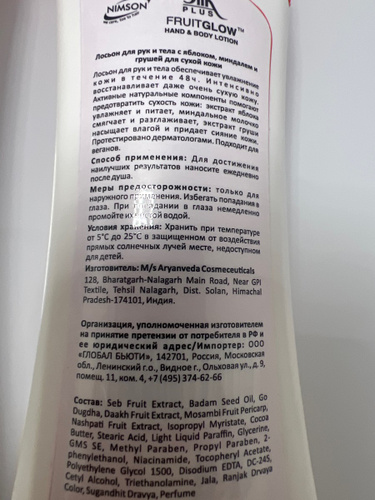 NIMSON
PLUS
FRUITGLOW™
HAND & BODY LOTION
Лосьон для рук и тела с яблоком, миндалем и
грушей для сухой кожи
Лосьон для рук и тела обеспечивает увлажнение
кожи в течение 48ч. Интенсивно
восстанавливает даже очень сухую кожу.
Активные натуральные компоненты помогаю
предотвратить сухость кожи: экстракт яблока
увлажняет и питает, миндальное молочко
смягчает и разглаживает, экстракт груши
насыщает влагой и придает сияние кожи.
Протестировано дерматологами. Подходит для
веганов.
Способ применения: Для достижения
наилучших результатов наносите ежедневно
после душа.
Меры предосторожности: только для
наружного применения. Избегать попадания в
глаза. При попадании в глаза немедленно
промойте их чистой водой.
Условия хранения: Хранить при температуре
от 5°C до 25°C в защищенном от воздействия
прямых солнечных лучей месте, недоступном
для детей.
Изготовитель: M/s Aryanveda Cosmeceuticals
128, Bharatgarh-Nalagarh Main Road, Near GPI
Textile, Tehsil Nalagarh, Dist. Solan, Himachal
Pradesh-174101, Индия.
Организация, уполномоченная изготовителем
на принятие претензии от потребителя в РФ и
ее юридический адрес/Импортер: ООО
«ГЛОБАЛ БЬЮТИ», 142701, Россия, Московская
обл., Ленинский г.о., Видное г., Ольховая ул., д. 9,
помещ. 11, ком. 4, +7 (495) 374-62-66
Состав: Seb Fruit Extract, Badam Seed Oil, Go
Dugdha, Daakh Fruit Extract, Mosambi Fruit Pericarp,
Nashpati Fruit Extract, Isopropyl Myristate, Cocoa
Butter, Stearic Acid, Light Liquid Paraffin, Glycerine,
GMS SE, Methyl Paraben, Propyl Paraben, 2-
phenylethanol, Niacinamide, Tocopheryl Acetate,
Polyethylene Glycol 1500, Disodium EDTA, DC-245,
Cetyl Alcohol, Triethanolamine, Jala, Ranjak Drvaya
Color, Sugandhit Dravya, Perfume